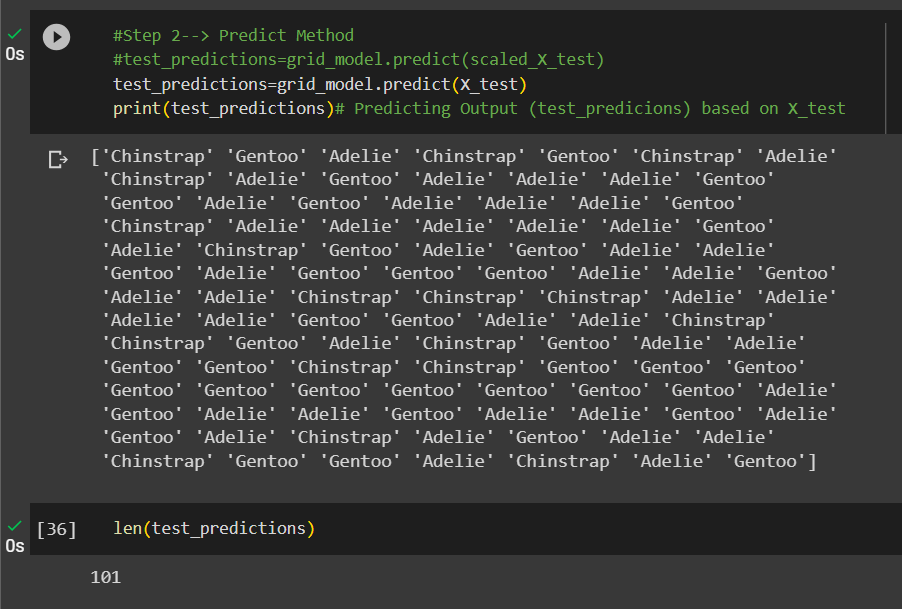 0s
#Step 2--> Predict Method
#test_predictions=grid_model.predict(scaled_X_test)
test_predictions=grid_model.predict(X_test)
print(test_predictions)# Predicting Output (test_predicions) based on X_test
['Chinstrap' 'Gentoo' 'Adelie' 'Chinstrap' 'Gentoo' 'Chinstrap' 'Adelie'
'Chinstrap' 'Adelie' 'Gentoo' 'Adelie' 'Adelie' 'Adelie' 'Gentoo'
'Gentoo' 'Adelie' 'Gentoo' 'Adelie' 'Adelie' 'Adelie' 'Gentoo'
'Chinstrap' 'Adelie' 'Adelie' 'Adelie' 'Adelie' 'Adelie' 'Gentoo'
'Adelie' 'Chinstrap' 'Gentoo' 'Adelie' 'Gentoo' 'Adelie' 'Adelie'
'Gentoo' 'Adelie' 'Gentoo' 'Gentoo' 'Gentoo' 'Adelie' 'Adelie' 'Gentoo'
'Adelie' 'Adelie' 'Chinstrap' 'Chinstrap' 'Chinstrap' 'Adelie' 'Adelie'
'Adelie' 'Adelie' 'Gentoo' 'Gentoo' 'Adelie' 'Adelie' 'Chinstrap'
'Chinstrap' 'Gentoo' 'Adelie' 'Chinstrap' 'Gentoo' 'Adelie' 'Adelie'
'Gentoo' 'Gentoo' 'Chinstrap' 'Chinstrap' 'Gentoo' 'Gentoo' 'Gentoo'
'Gentoo' 'Gentoo' 'Gentoo' 'Gentoo' 'Gentoo' 'Gentoo' 'Gentoo' 'Adelie'
'Gentoo' 'Adelie' 'Adelie' 'Gentoo' 'Adelie' 'Adelie' 'Gentoo' 'Adelie'
'Gentoo' 'Adelie' 'Chinstrap' 'Adelie' 'Gentoo' 'Adelie' 'Adelie'
'Chinstrap' 'Gentoo' 'Gentoo' 'Adelie' 'Chinstrap' 'Adelie' 'Gentoo']
0s
[36] len(test_predictions)
101